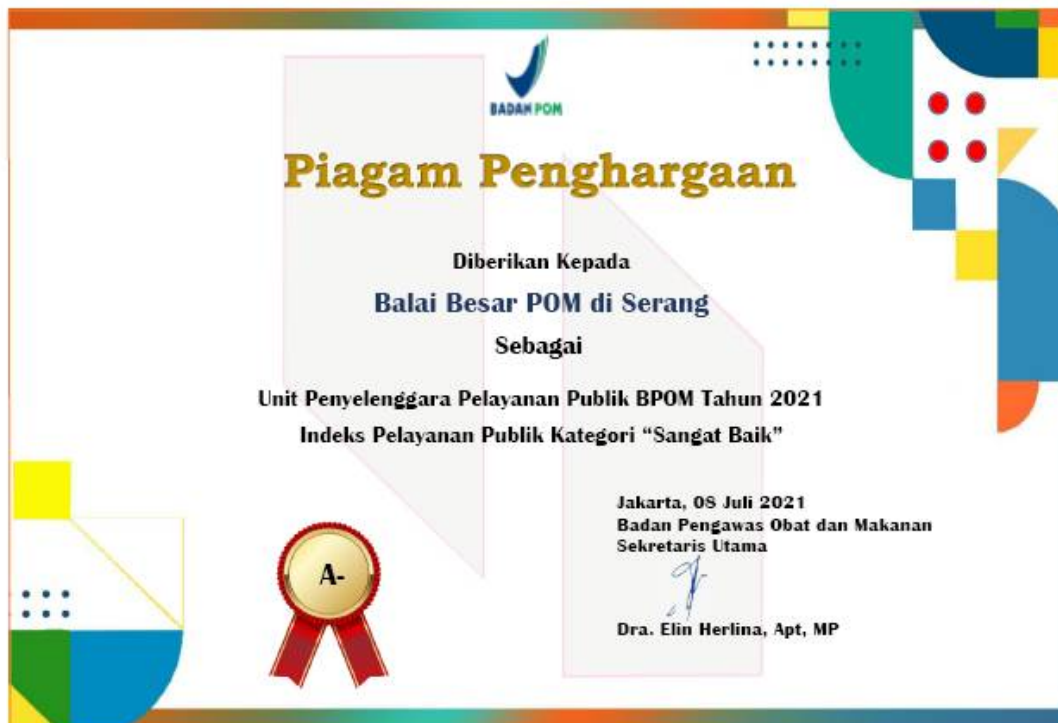 BADAN POM
Piagam Penghargaan
Diberikan Kepada
Balai Besar POM di Serang
Sebagai
Unit Penyelenggara Pelayanan Publik BPOM Tahun 2021
Indeks Pelayanan Publik Kategori “Sangat Baik”
Jakarta, 08 Juli 2021
Badan Pengawas Obat dan Makanan
Sekretaris Utama
Dra. Elin Herlina, Apt, MP
A-